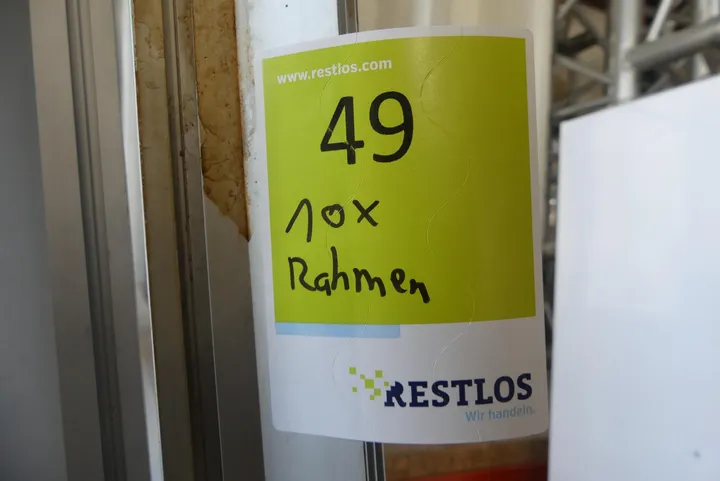 www.restlos.com
49
10x
Rahmen
RESTLOS
Wir handeln.